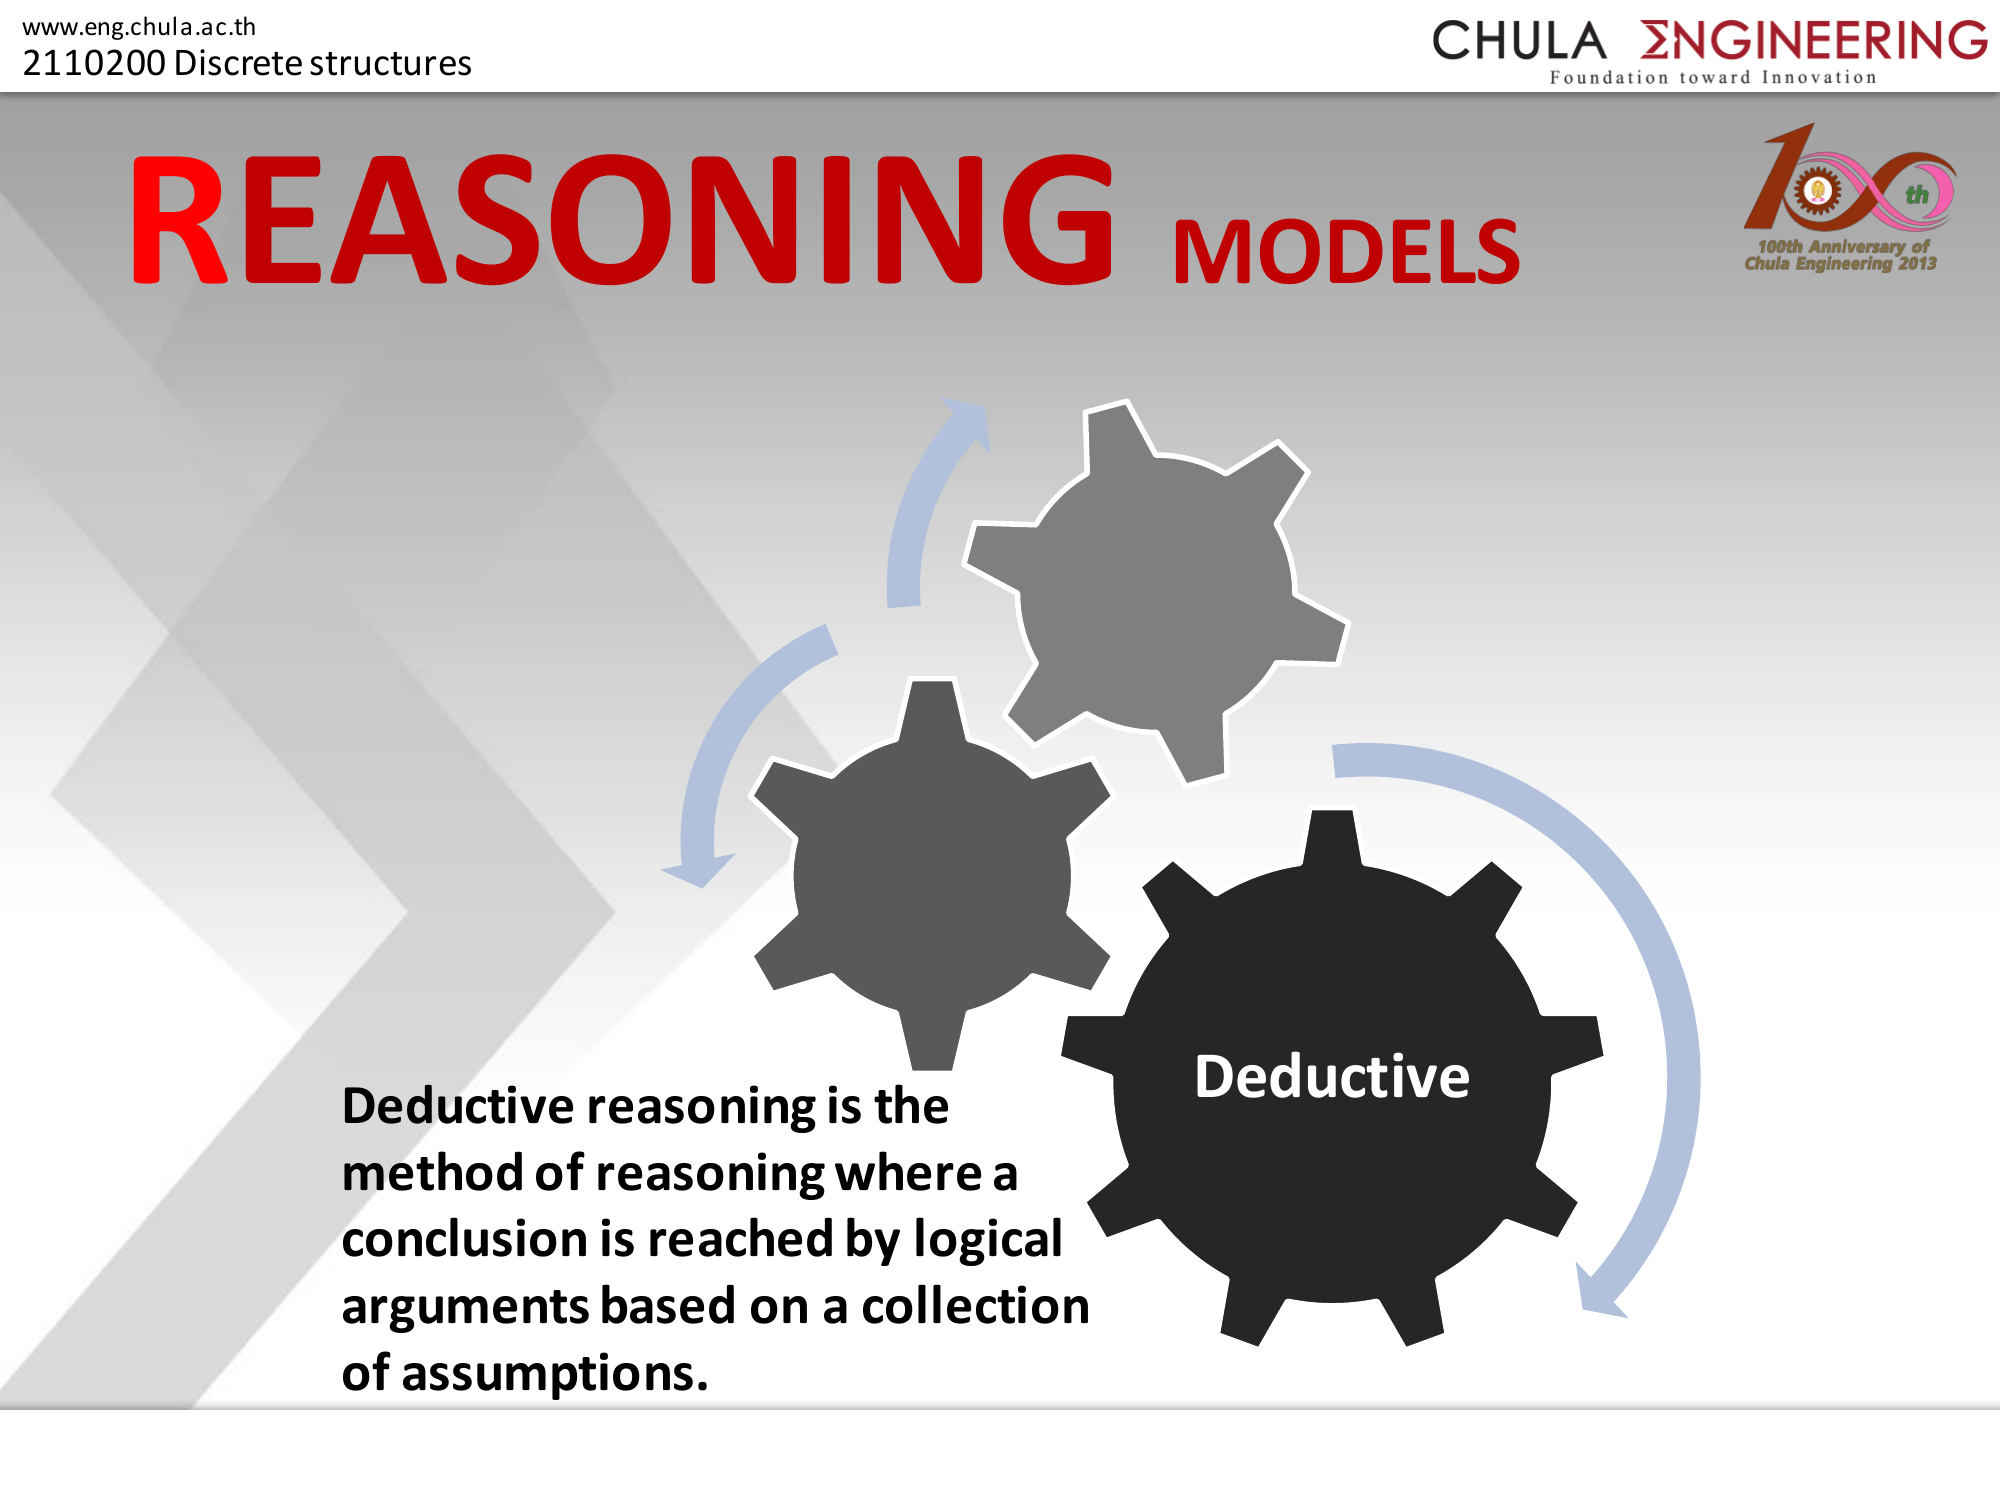 www.eng.chula.ac.th
2110200 Discrete structures
CHULA ΣNGINEERING
Foundation toward Innovation
REASONING MODELS
100th
100th Anniversary of
Chula Engineering 2013
Deductive
Deductive reasoning is the
method of reasoning where a
conclusion is reached by logical
arguments based on a collection
of assumptions.